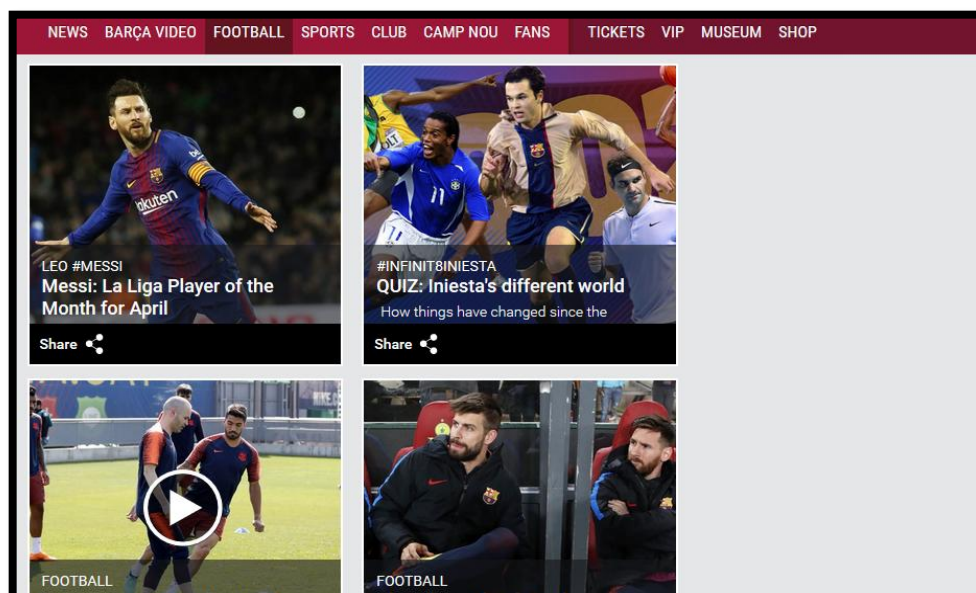 NEWS BARÇA VIDEO FOOTBALL SPORTS CLUB CAMP NOU FANS TICKETS VIP MUSEUM SHOP
LEO #MESSI
Messi: La Liga Player of the
Month for April
Share
#INFINIT8INIESTA
QUIZ: Iniesta's different world
How things have changed since the
Share
11
FOOTBALL
FOOTBALL